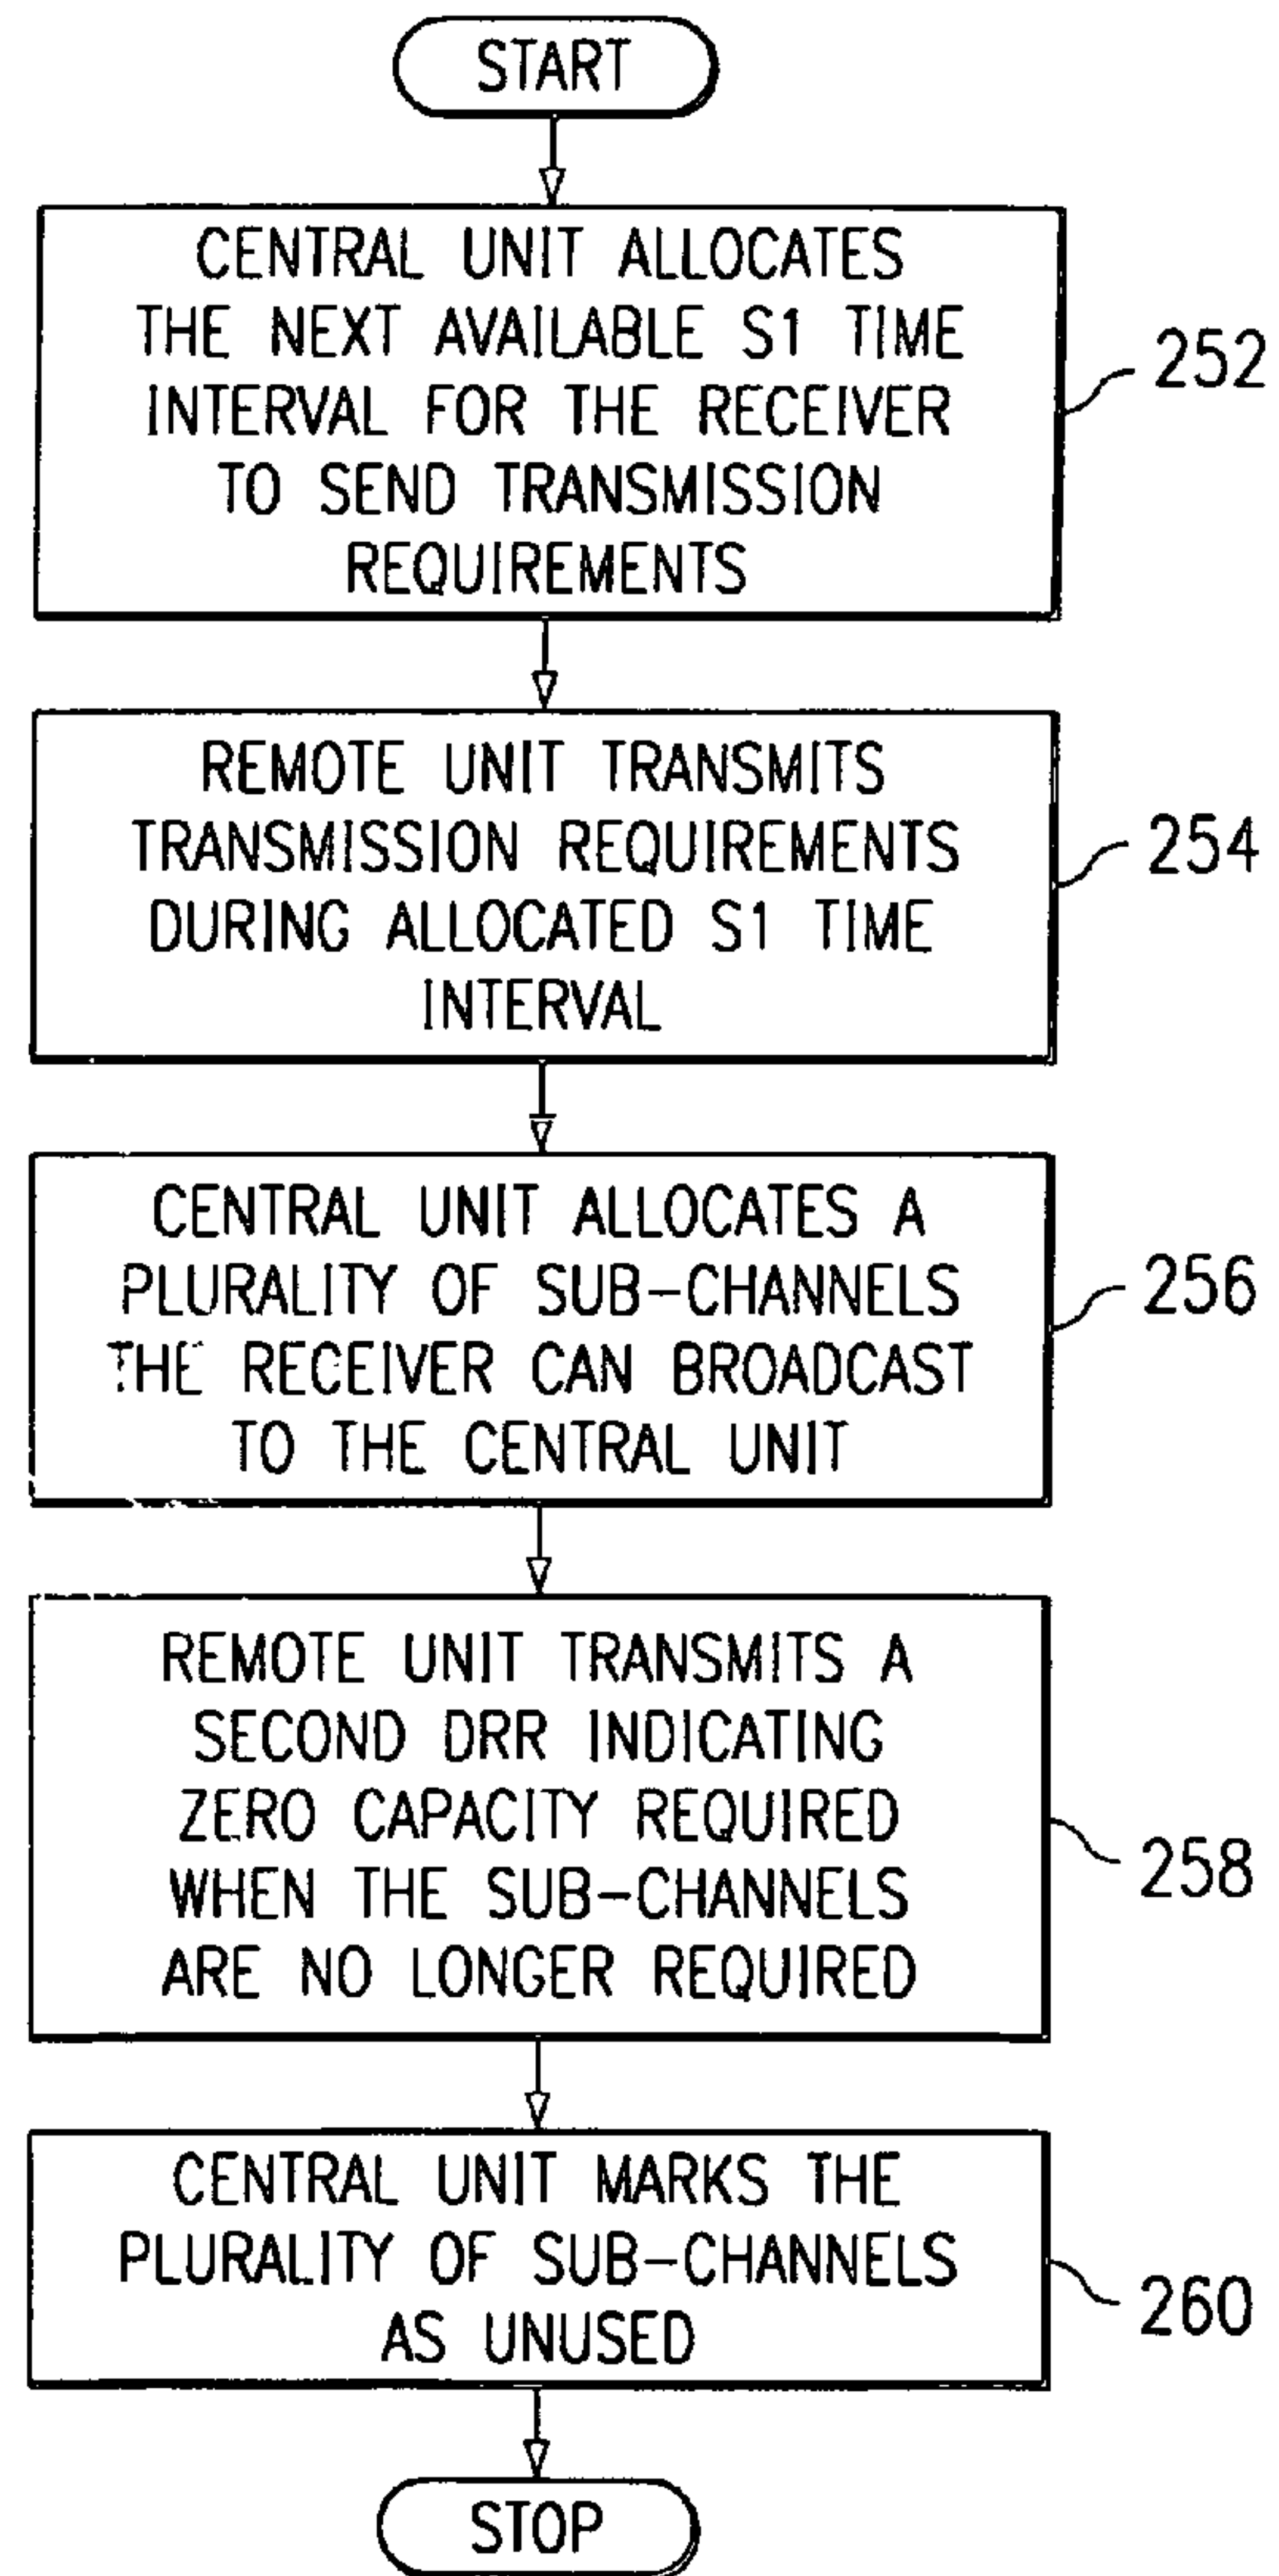 START
CENTRAL UNIT ALLOCATES
THE NEXT AVAILABLE S1 TIME
INTERVAL FOR THE RECEIVER
TO SEND TRANSMISSION
REQUIREMENTS
252
REMOTE UNIT TRANSMITS
TRANSMISSION REQUIREMENTS
DURING ALLOCATED S1 TIME
INTERVAL
254
CENTRAL UNIT ALLOCATES A
PLURALITY OF SUB-CHANNELS
THE RECEIVER CAN BROADCAST
TO THE CENTRAL UNIT
256
REMOTE UNIT TRANSMITS A
SECOND DRR INDICATING
ZERO CAPACITY REQUIRED
WHEN THE SUB-CHANNELS
ARE NO LONGER REQUIRED
258
CENTRAL UNIT MARKS THE
PLURALITY OF SUB-CHANNELS
AS UNUSED
260
STOP